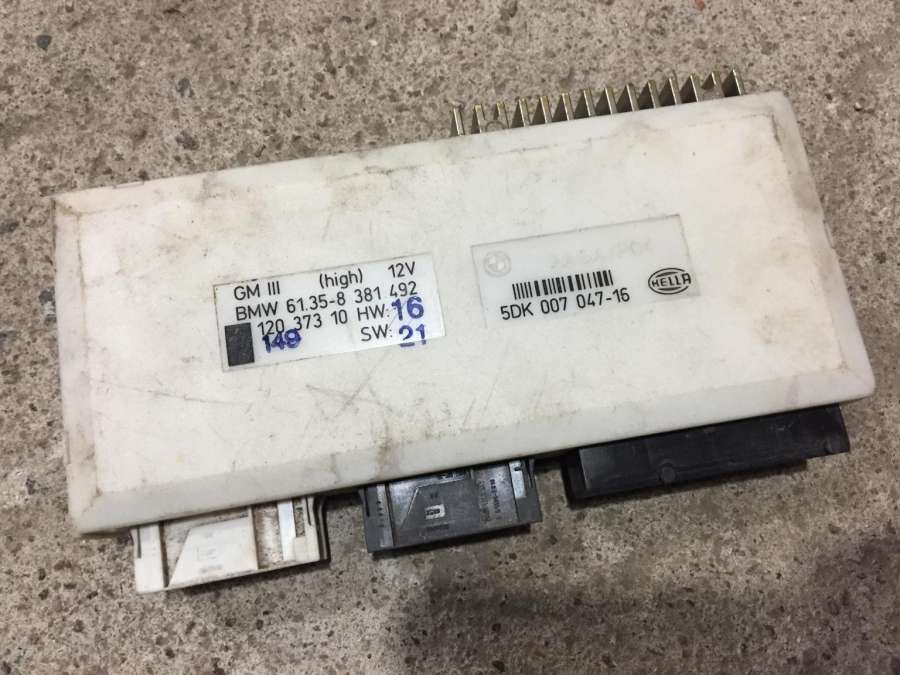 GM III (high) 12V
BMW 61.35-8 381 492
120 373 10 HW: 16
149 SW: 21
5DK 007 047-16
HELLA